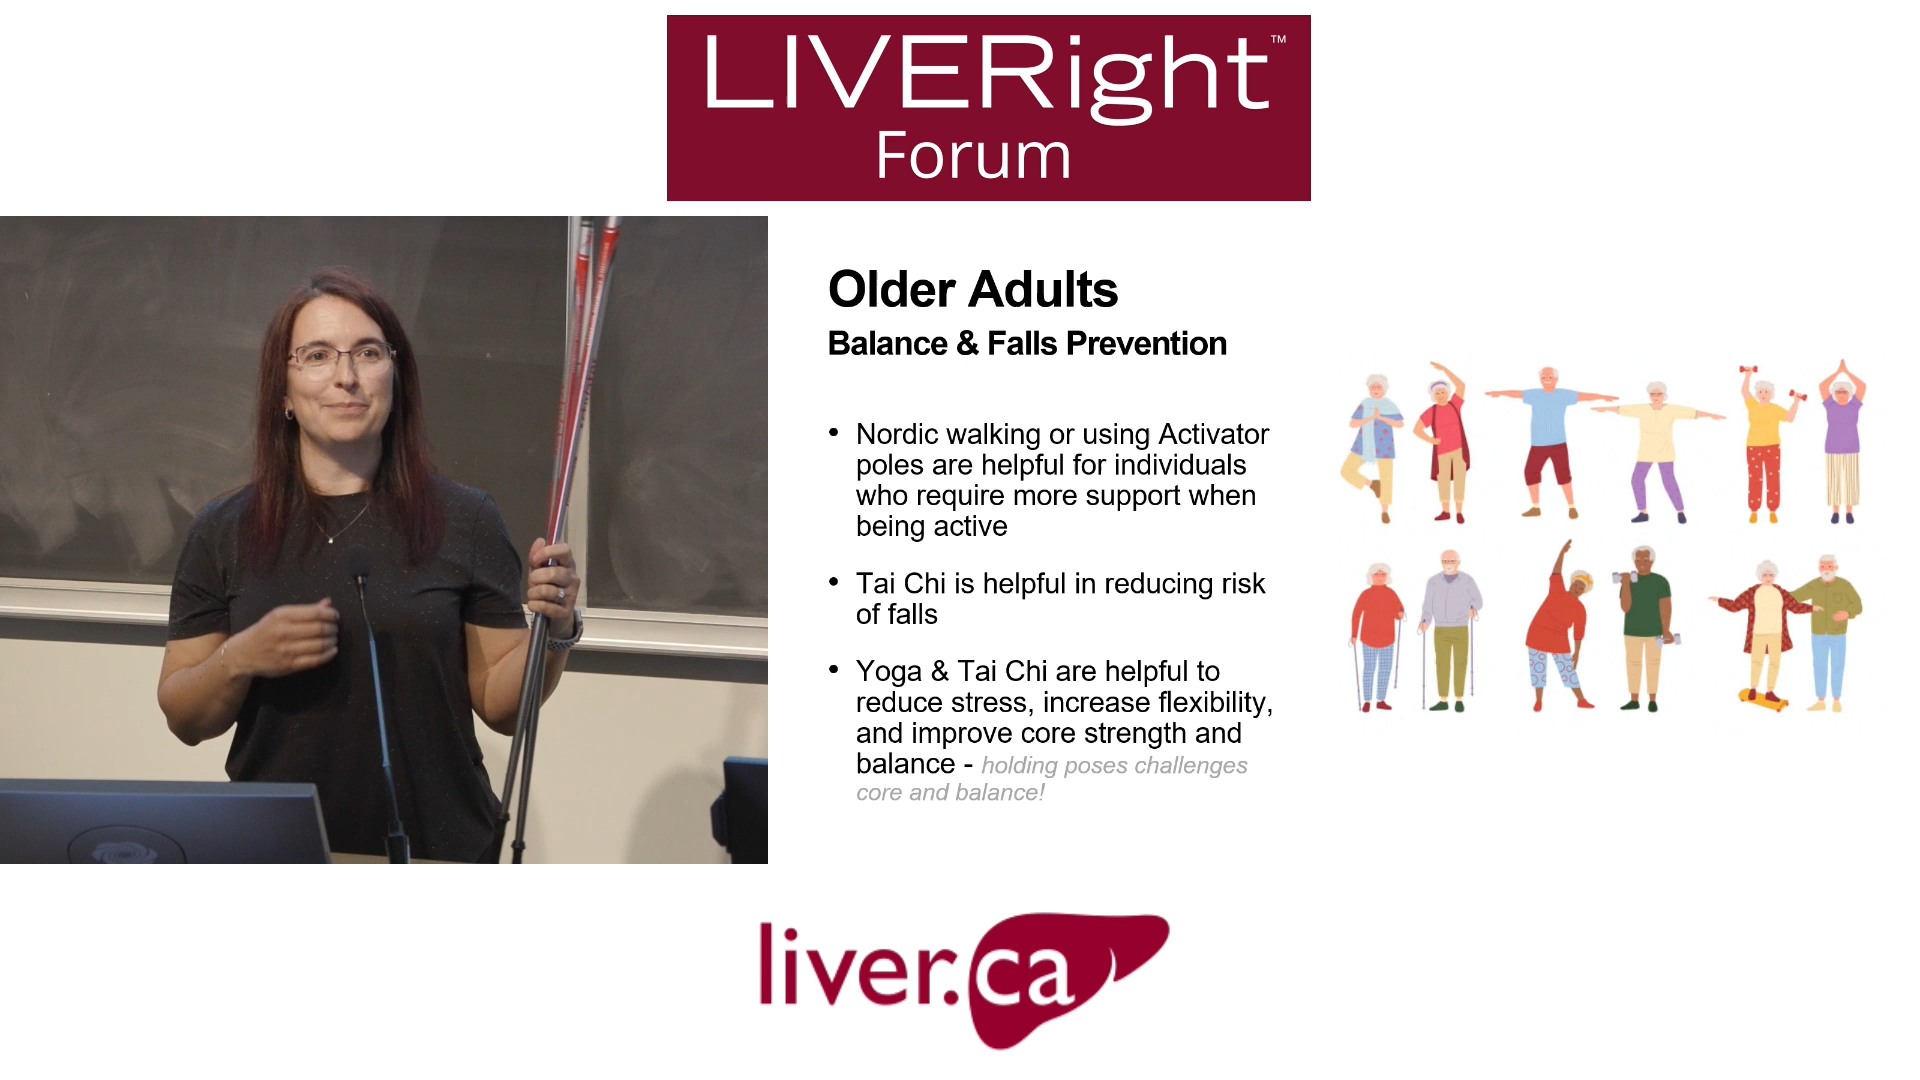 LIVERight™
Forum
Older Adults
Balance & Falls Prevention
• Nordic walking or using Activator
poles are helpful for individuals
who require more support when
being active
• Tai Chi is helpful in reducing risk
of falls
• Yoga & Tai Chi are helpful to
reduce stress, increase flexibility,
and improve core strength and
balance - holding poses challenges
core and balance!
liver.ca